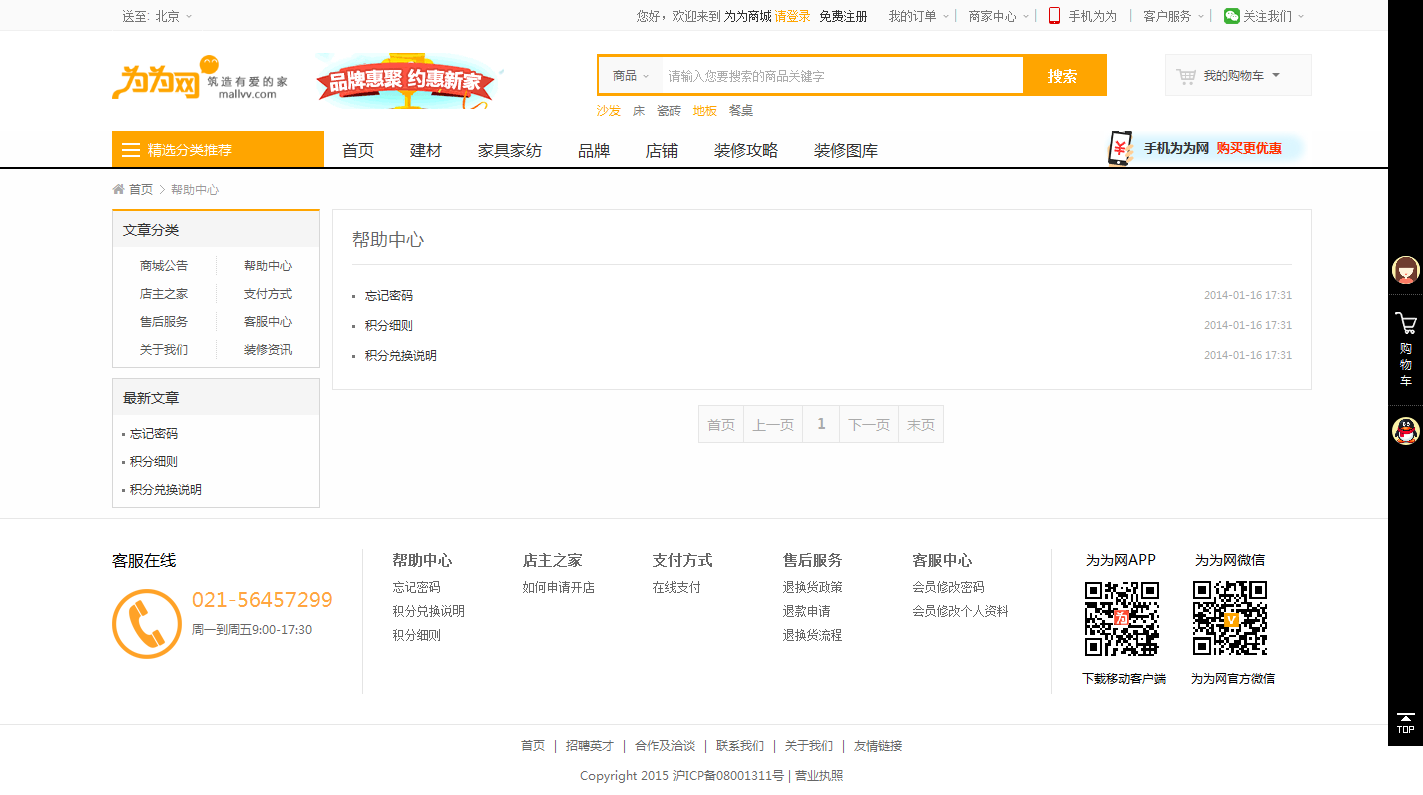 送至: 北京
您好，欢迎来到 为为商城 请登录 免费注册 我的订单 商家中心 手机为为 客户服务 关注我们
为为网 筑造有爱的家
mallvv.com
品牌惠聚 约惠新家
商品 请输入您要搜索的商品关键字 搜索
我的购物车
沙发 床 瓷砖 地板 餐桌
精选分类推荐 首页 建材 家具家纺 品牌 店铺 装修攻略 装修图库
手机为为网 购买更优惠
首页 > 帮助中心
文章分类
商城公告 帮助中心
店主之家 支付方式
售后服务 客服中心
关于我们 装修资讯
最新文章
忘记密码
积分细则
积分兑换说明
帮助中心
忘记密码 2014-01-16 17:31
积分细则 2014-01-16 17:31
积分兑换说明 2014-01-16 17:31
首页 上一页 1 下一页 末页
购
物
车
TOP
客服在线
021-56457299
周一到周五9:00-17:30
帮助中心
忘记密码
积分兑换说明
积分细则
店主之家
如何申请开店
支付方式
在线支付
售后服务
退换货政策
退款申请
退换货流程
客服中心
会员修改密码
会员修改个人资料
为为网APP
为
下载移动客户端
为为网微信
V
为为网官方微信
首页 | 招聘英才 | 合作及洽谈 | 联系我们 | 关于我们 | 友情链接
Copyright 2015 沪ICP备08001311号 | 营业执照